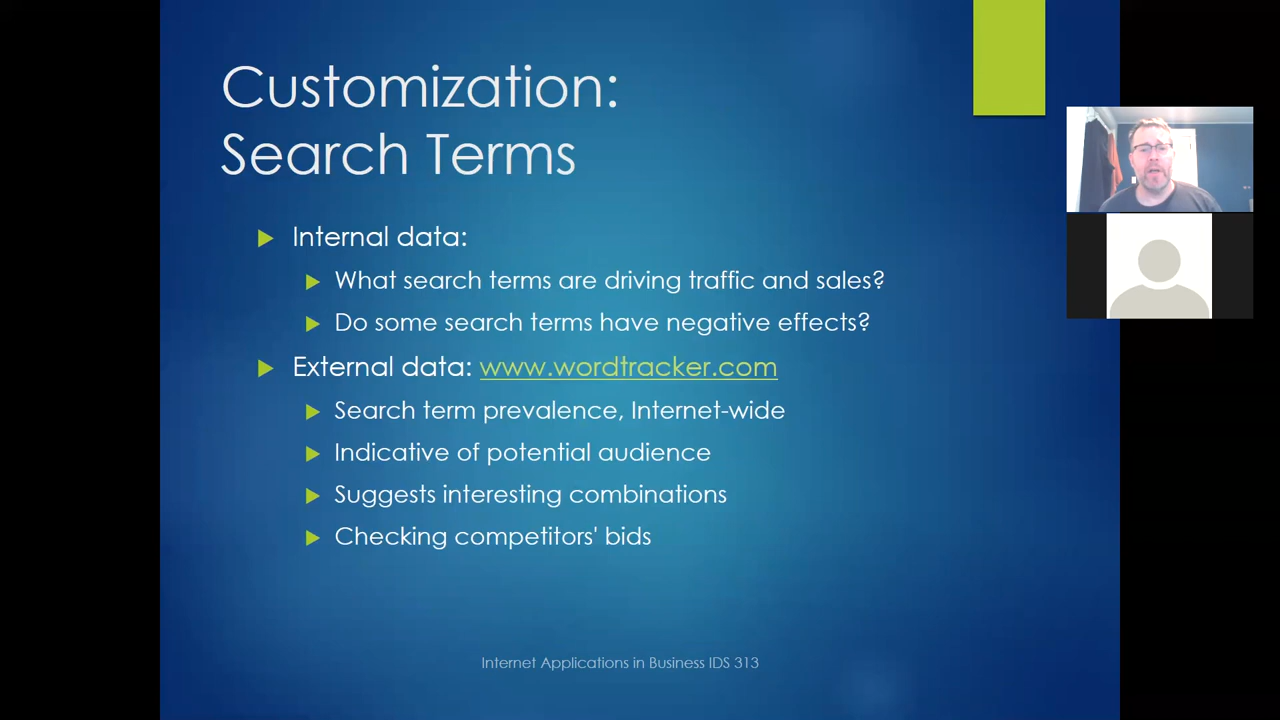 Customization:
Search Terms
Internal data:
What search terms are driving traffic and sales?
Do some search terms have negative effects?
External data: www.wordtracker.com
Search term prevalence, Internet-wide
Indicative of potential audience
Suggests interesting combinations
Checking competitors' bids
Internet Applications in Business IDS 313